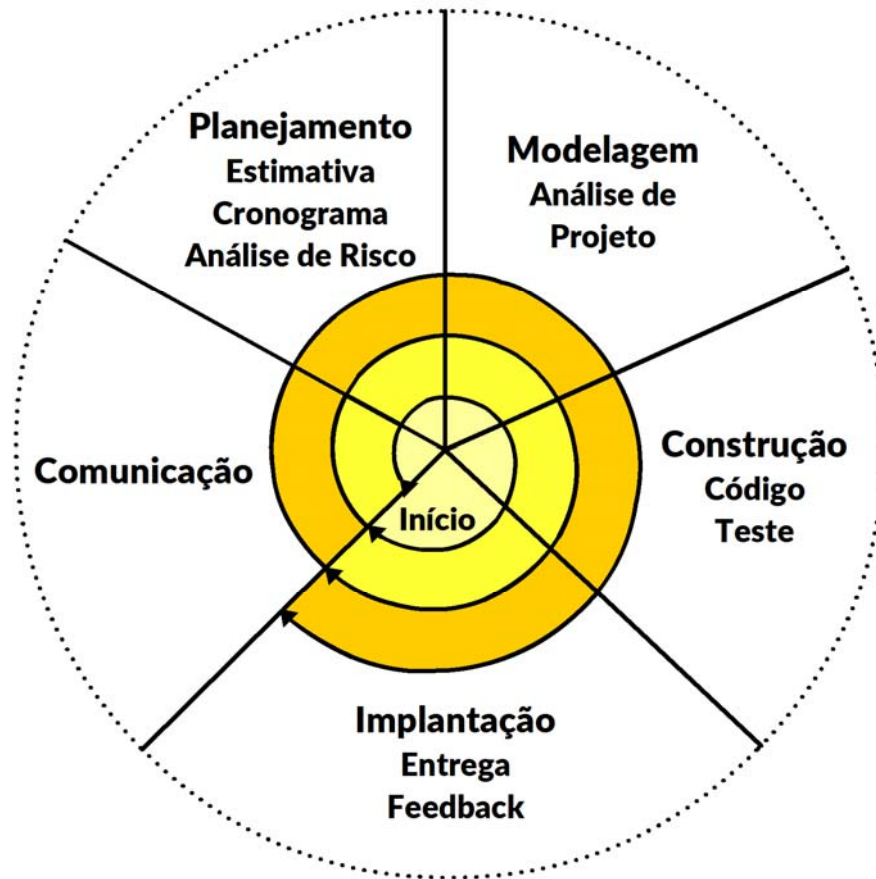 Planejamento
Estimativa
Cronograma
Análise de Risco
Modelagem
Análise de
Projeto
Comunicação
Início
Construção
Código
Teste
Implantação
Entrega
Feedback